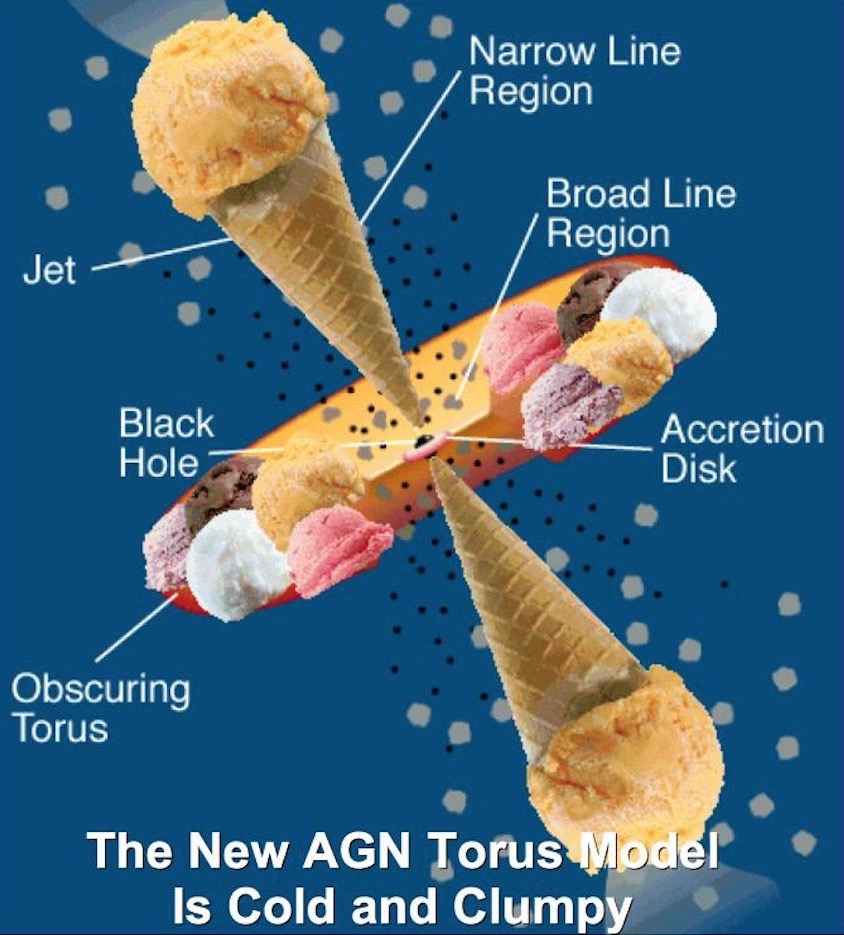 Narrow Line
Region
Broad Line
Region
Jet
Black
Hole
Accretion
Disk
Obscuring
Torus
The New AGN Torus Model
Is Cold and Clumpy